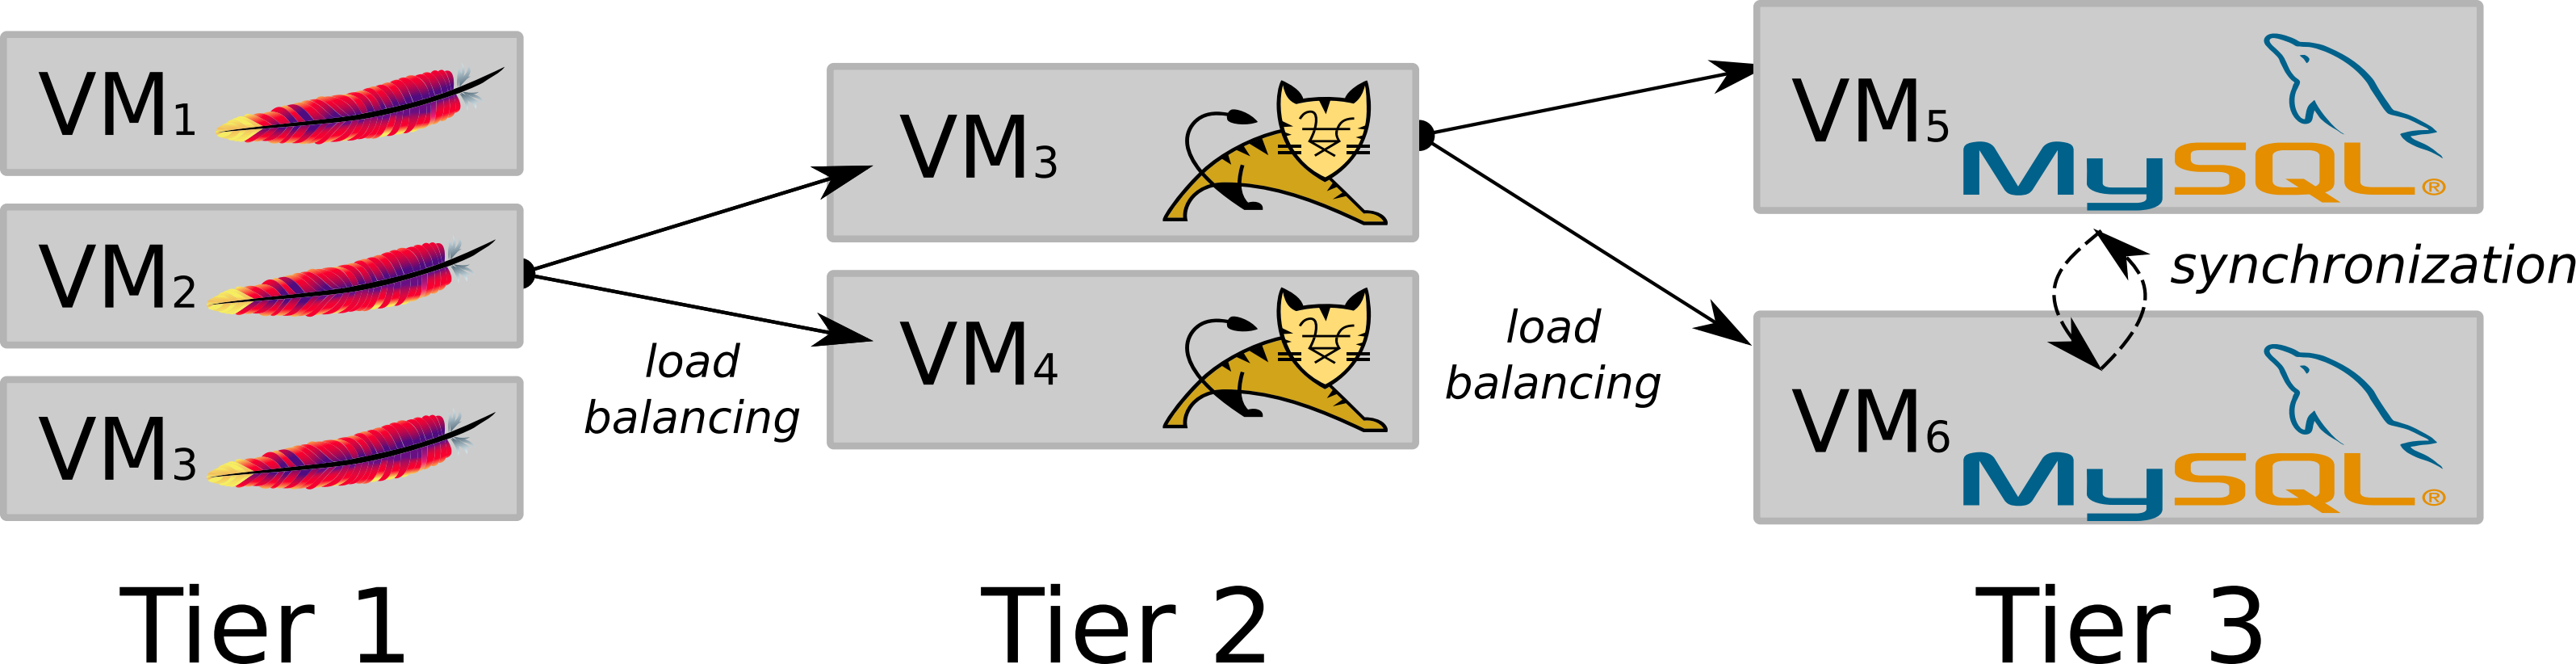 VM1
VM2
VM3
Tier 1
load
balancing
VM3
VM4
Tier 2
load
balancing
VM5
MySQL®
synchronization
VM6
MySQL®
Tier 3